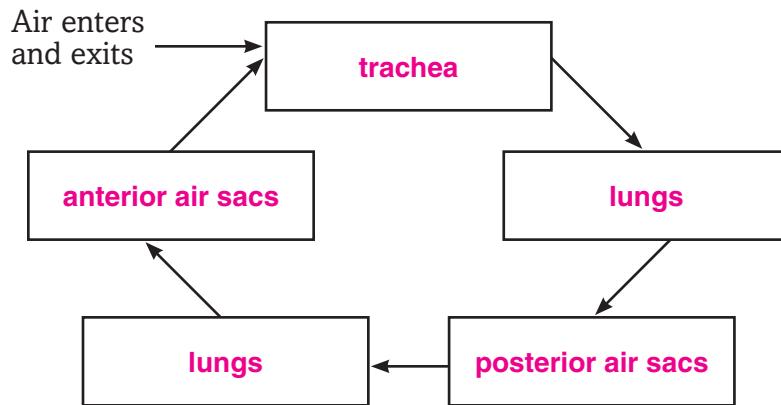 Air enters
and exits
trachea
anterior air sacs
lungs
lungs
posterior air sacs